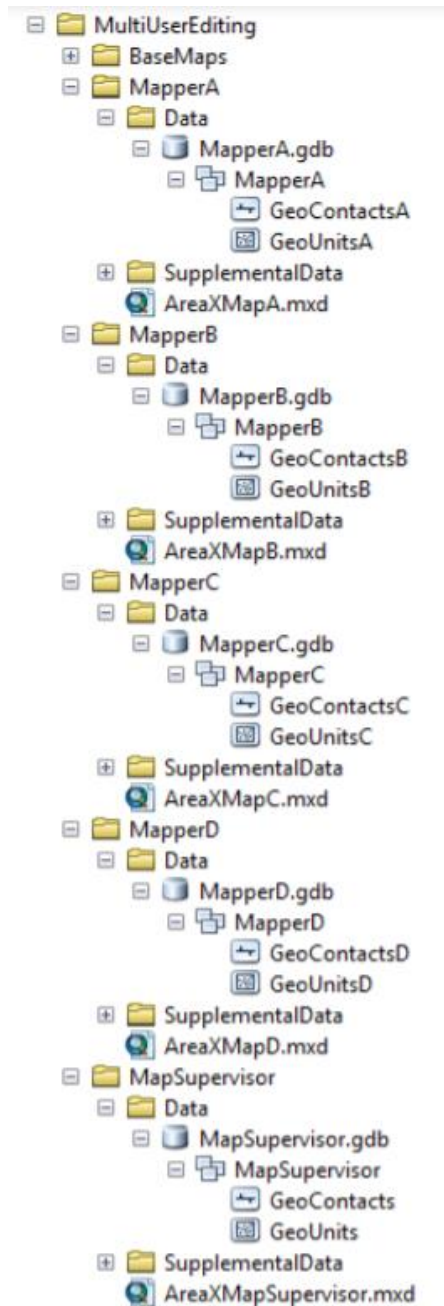 MultiUserEditing
BaseMaps
MapperA
Data
MapperA.gdb
MapperA
GeoContactsA
GeoUnitsA
SupplementalData
AreaXMapA.mxd
MapperB
Data
MapperB.gdb
MapperB
GeoContactsB
GeoUnitsB
SupplementalData
AreaXMapB.mxd
MapperC
Data
MapperC.gdb
MapperC
GeoContactsC
GeoUnitsC
SupplementalData
AreaXMapC.mxd
MapperD
Data
MapperD.gdb
MapperD
GeoContactsD
GeoUnitsD
SupplementalData
AreaXMapD.mxd
MapSupervisor
Data
MapSupervisor.gdb
MapSupervisor
GeoContacts
GeoUnits
SupplementalData
AreaXMapSupervisor.mxd